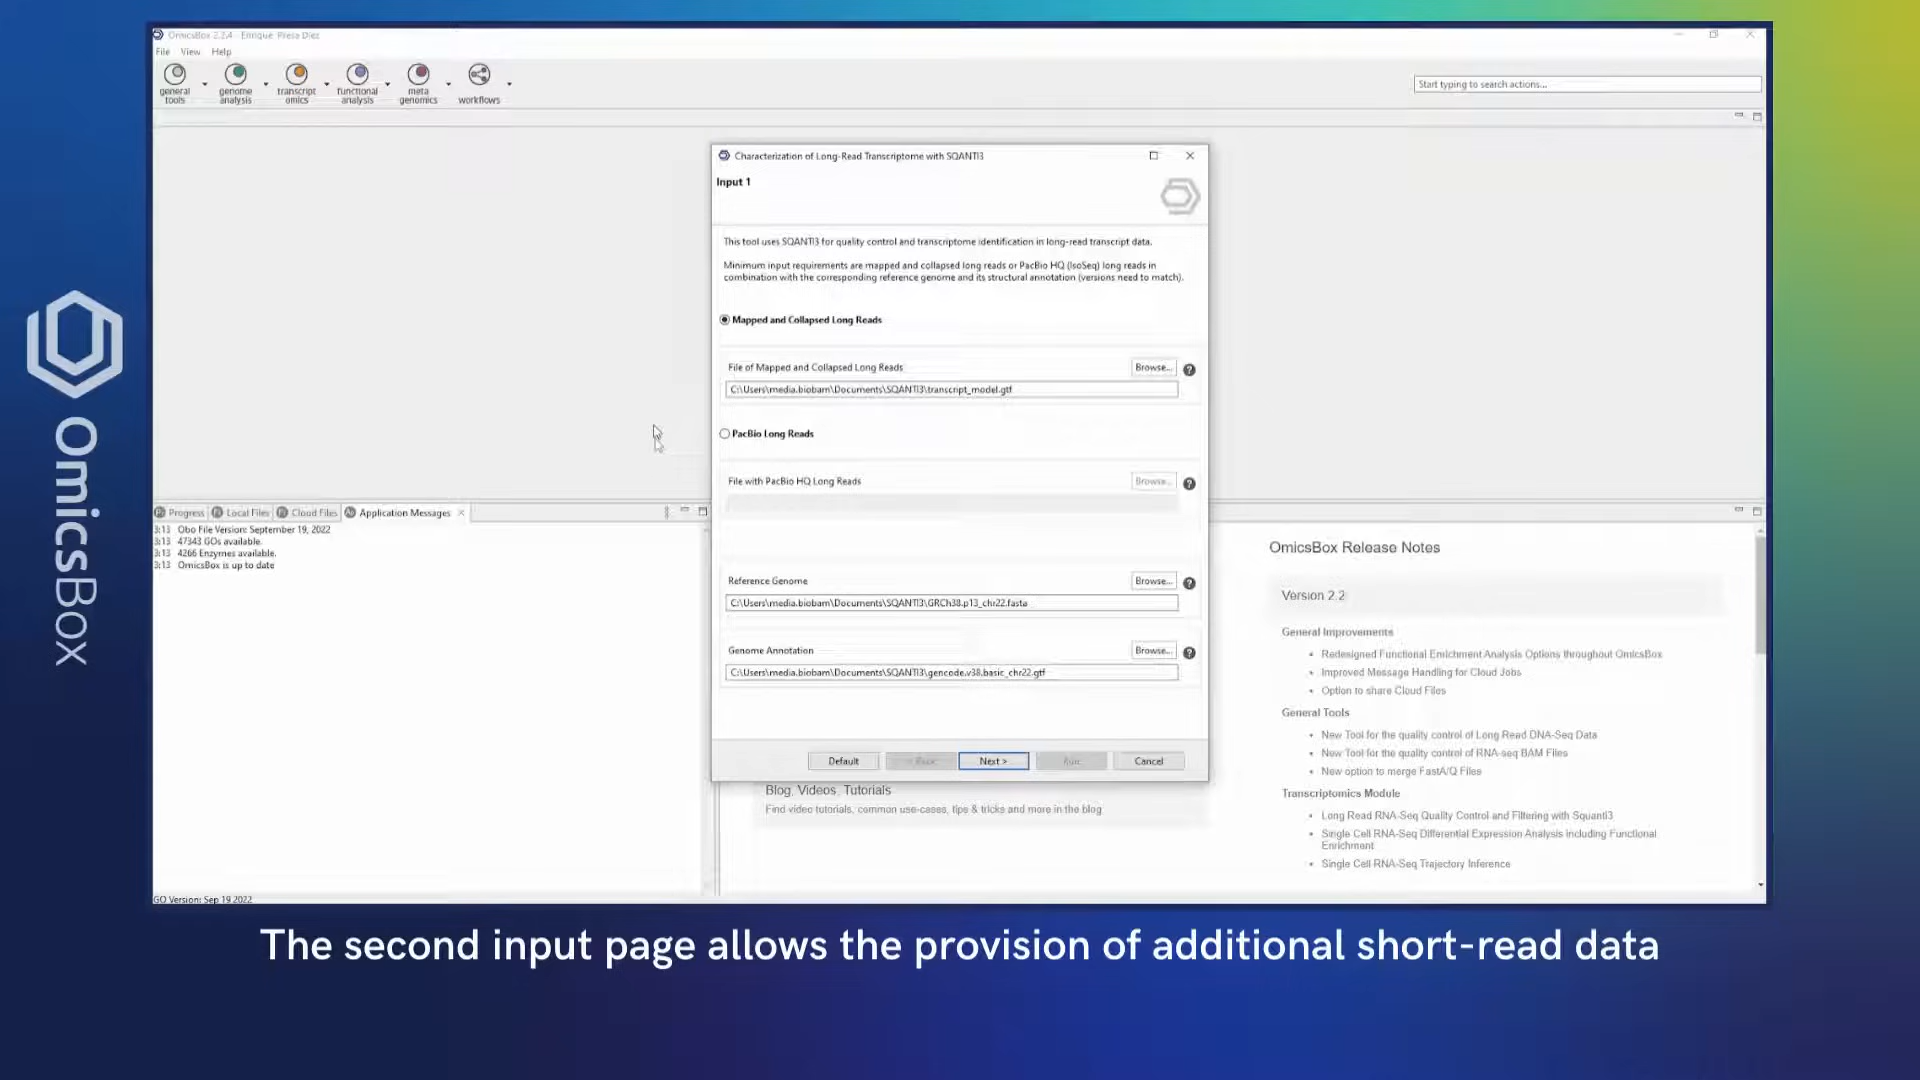 OmicsBox 2.2.4 - Enrique Presa Diez
File View Help
general tools
genome analysis
transcript omics
functional analysis
meta genomics
workflows
Start typing to search actions...
Characterization of Long-Read Transcriptome with SQANTI3
Input 1
This tool uses SQANTI3 for quality control and transcriptome identification in long-read transcript data.
Minimum input requirements are mapped and collapsed long reads or PacBio HQ (IsoSeq) long reads in
combination with the corresponding reference genome and its structural annotation (versions need to match).
Mapped and Collapsed Long Reads
File of Mapped and Collapsed Long Reads
Browse...
C:\Users\media.biobam\Documents\SQANTI3\transcript_model.gtf
PacBio Long Reads
File with PacBio HQ Long Reads
Browse...
Reference Genome
Browse...
C:\Users\media.biobam\Documents\SQANTI3\GRCh38.p13_chr22.fasta
Genome Annotation
Browse...
C:\Users\media.biobam\Documents\SQANTI3\gencode.v38.basic_chr22.gtf
Default
< Back
Next >
Run
Cancel
Progress Local Files Cloud Files Application Messages
3:13 Obo File Version: September 19, 2022
3:13 47343 GOs available.
3:13 4266 Enzymes available.
3:13 OmicsBox is up to date
GO Version: Sep 19 2022
Blog, Videos, Tutorials
Find video tutorials, common use-cases, tips & tricks and more in the blog
OmicsBox Release Notes
Version 2.2
General Improvements
Redesigned Functional Enrichment Analysis Options throughout OmicsBox
Improved Message Handling for Cloud Jobs
Option to share Cloud Files
General Tools
New Tool for the quality control of Long Read DNA-Seq Data
New Tool for the quality control of RNA-seq BAM Files
New option to merge FastA/Q Files
Transcriptomics Module
Long Read RNA-Seq Quality Control and Filtering with Squanti3
Single Cell RNA-Seq Differential Expression Analysis including Functional
Enrichment
Single Cell RNA-Seq Trajectory Inference
OmicsBox
The second input page allows the provision of additional short-read data